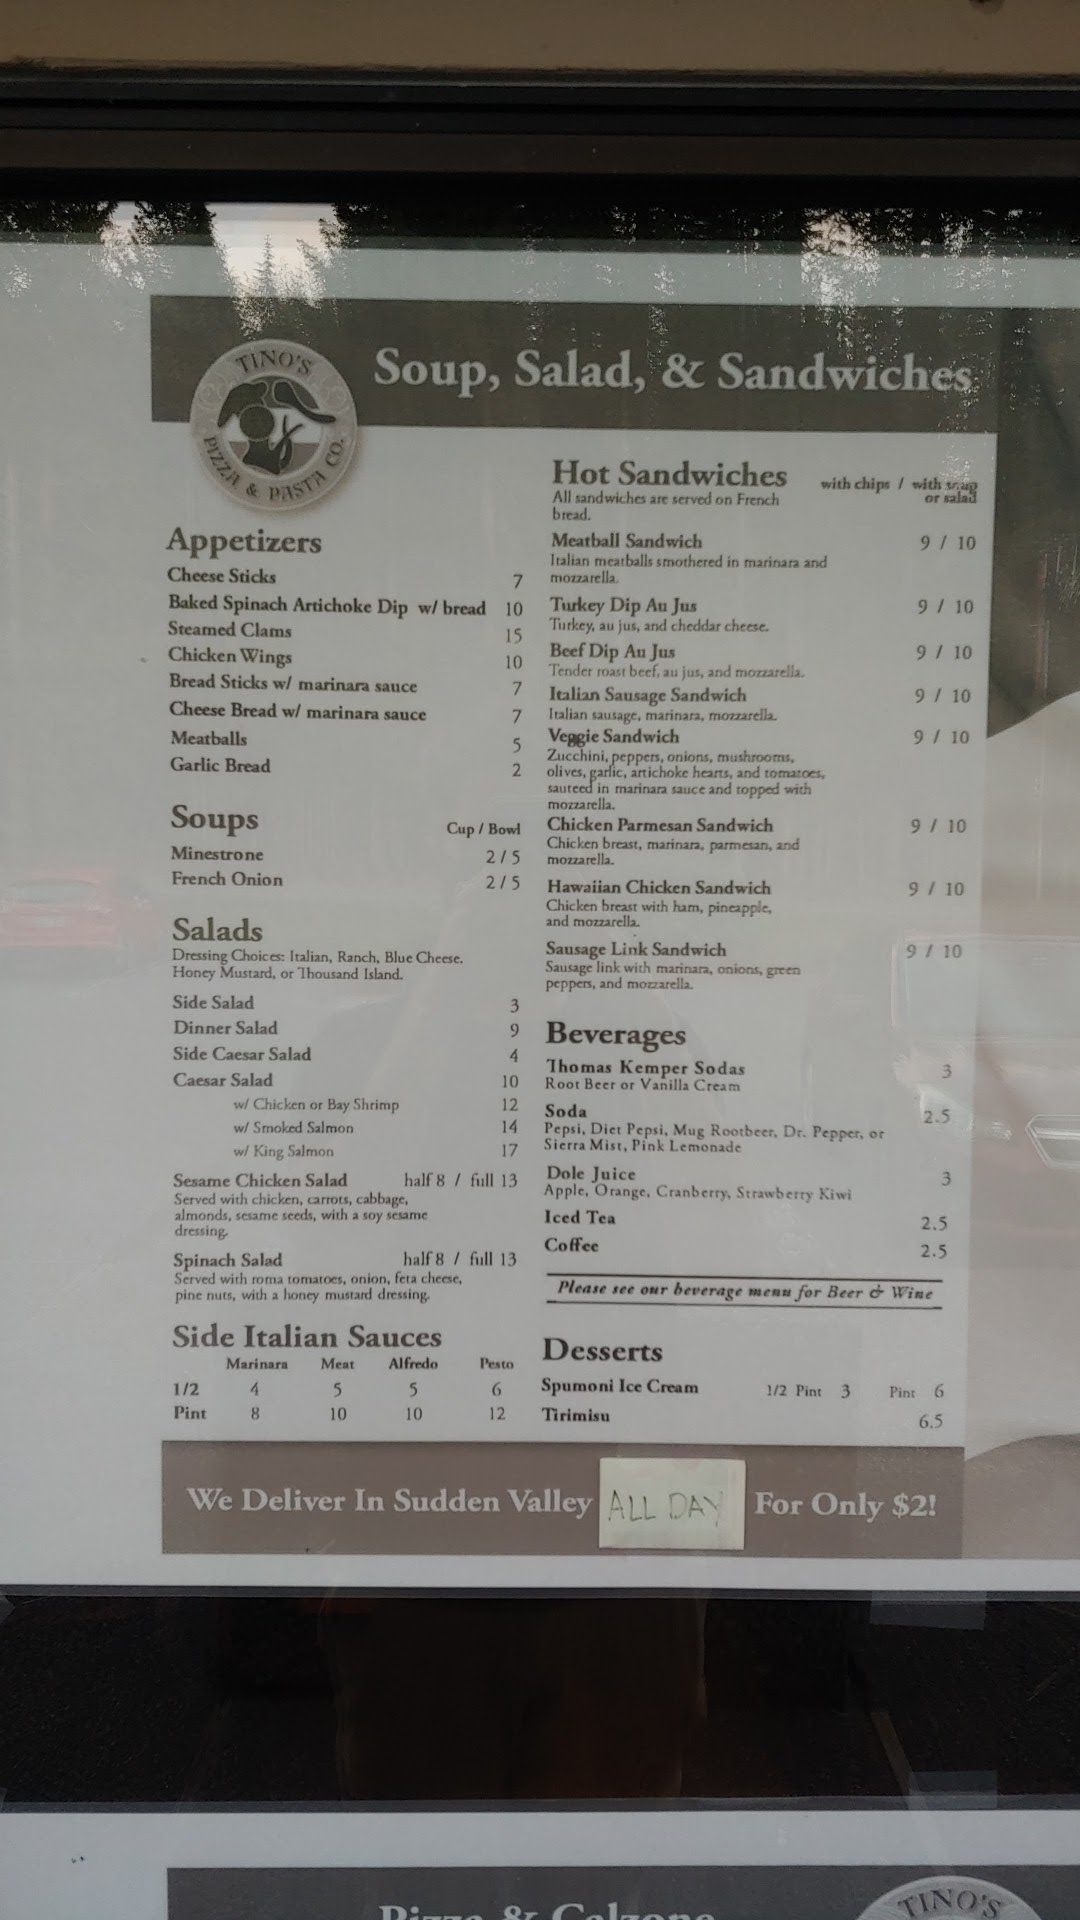 TINO'S
PIZZA & PASTA CO.
Soup, Salad, & Sandwiches
Appetizers
Cheese Sticks 7
Baked Spinach Artichoke Dip w/ bread 10
Steamed Clams 15
Chicken Wings 10
Bread Sticks w/ marinara sauce 7
Cheese Bread w/ marinara sauce 7
Meatballs 5
Garlic Bread 2
Soups Cup / Bowl
Minestrone 2 / 5
French Onion 2 / 5
Salads
Dressing Choices: Italian, Ranch, Blue Cheese.
Honey Mustard, or Thousand Island.
Side Salad 3
Dinner Salad 9
Side Caesar Salad 4
Caesar Salad 10
w/ Chicken or Bay Shrimp 12
w/ Smoked Salmon 14
w/ King Salmon 17
Sesame Chicken Salad half 8 / full 13
Served with chicken, carrots, cabbage,
almonds, sesame seeds, with a soy sesame
dressing.
Spinach Salad half 8 / full 13
Served with roma tomatoes, onion, feta cheese,
pine nuts, with a honey mustard dressing.
Side Italian Sauces
Marinara Meat Alfredo Pesto
1/2 4 5 5 6
Pint 8 10 10 12
Hot Sandwiches with chips / with soup
All sandwiches are served on French or salad
bread.
Meatball Sandwich 9 / 10
Italian meatballs smothered in marinara and
mozzarella.
Turkey Dip Au Jus 9 / 10
Turkey, au jus, and cheddar cheese.
Beef Dip Au Jus 9 / 10
Tender roast beef, au jus, and mozzarella.
Italian Sausage Sandwich 9 / 10
Italian sausage, marinara, mozzarella.
Veggie Sandwich 9 / 10
Zucchini, peppers, onions, mushrooms,
olives, garlic, artichoke hearts, and tomatoes,
sauteed in marinara sauce and topped with
mozzarella.
Chicken Parmesan Sandwich 9 / 10
Chicken breast, marinara, parmesan, and
mozzarella.
Hawaiian Chicken Sandwich 9 / 10
Chicken breast with ham, pineapple,
and mozzarella.
Sausage Link Sandwich 9 / 10
Sausage link with marinara, onions, green
peppers, and mozzarella.
Beverages
Thomas Kemper Sodas 3
Root Beer or Vanilla Cream
Soda 2.5
Pepsi, Diet Pepsi, Mug Rootbeer, Dr. Pepper, or
Sierra Mist, Pink Lemonade
Dole Juice 3
Apple, Orange, Cranberry, Strawberry Kiwi
Iced Tea 2.5
Coffee 2.5
Please see our beverage menu for Beer & Wine
Desserts
Spumoni Ice Cream 1/2 Pint 3 Pint 6
Tirimisu 6.5
We Deliver In Sudden Valley ALL DAY For Only $2!
Pizza & Calzone
TINO'S